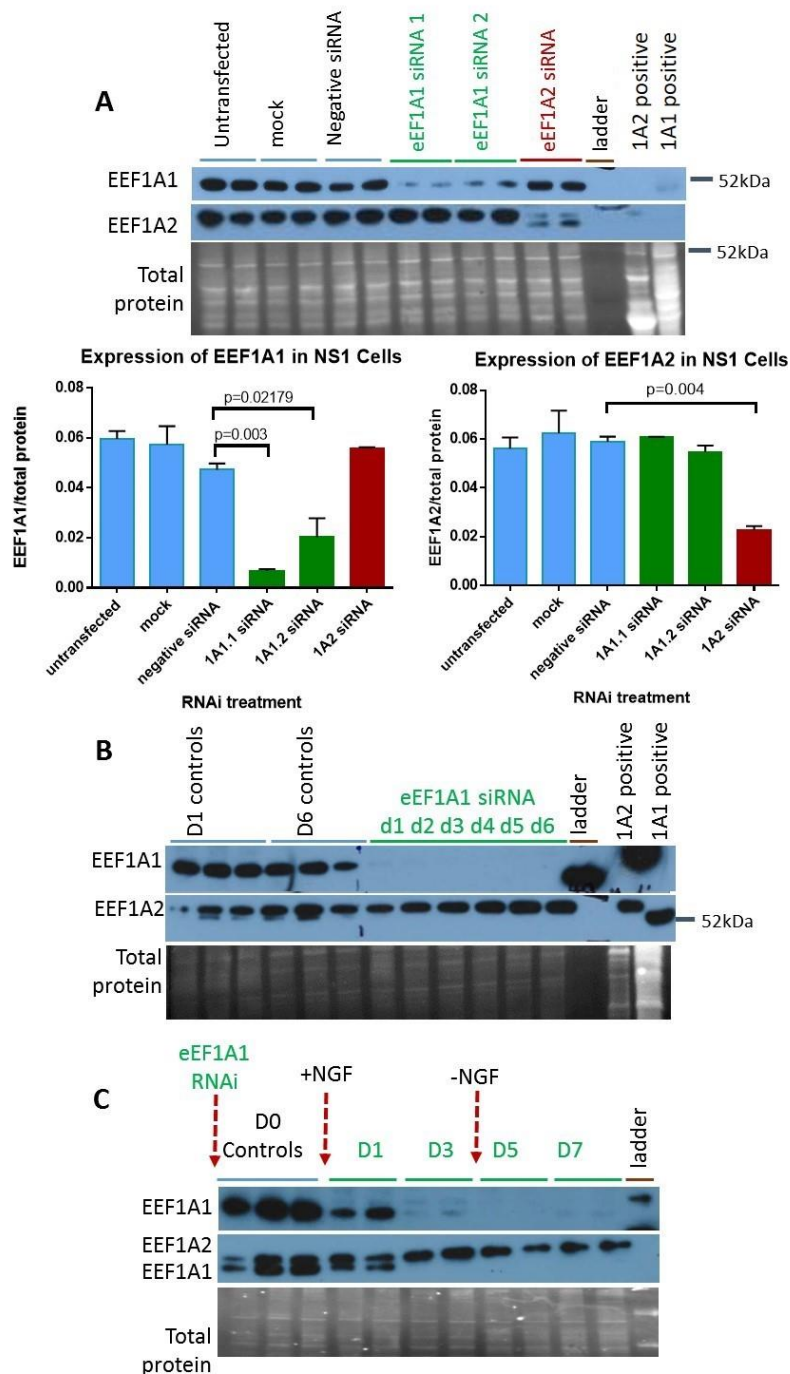 A
Untransfected
mock
Negative siRNA
eEF1A1 siRNA 1
eEF1A1 siRNA 2
eEF1A2 siRNA
ladder
1A2 positive
1A1 positive
EEF1A1
52kDa
EEF1A2
52kDa
Total
protein
Expression of EEF1A1 in NS1 Cells
EEF1A1/total protein
0.08
0.06
0.04
0.02
0.00
p=0.02179
p=0.003
untransfected
mock
negative siRNA
1A1.1 siRNA
1A1.2 siRNA
1A2 siRNA
RNAi treatment
Expression of EEF1A2 in NS1 Cells
EEF1A2/total protein
0.08
0.06
0.04
0.02
0.00
p=0.004
untransfected
mock
negative siRNA
1A1.1 siRNA
1A1.2 siRNA
1A2 siRNA
RNAi treatment
B
D1 controls
D6 controls
eEF1A1 siRNA
d1 d2 d3 d4 d5 d6
ladder
1A2 positive
1A1 positive
EEF1A1
EEF1A2
52kDa
Total
protein
C
eEF1A1
RNAi
+NGF
-NGF
D0
Controls
D1
D3
D5
D7
ladder
EEF1A1
EEF1A2
EEF1A1
Total
protein